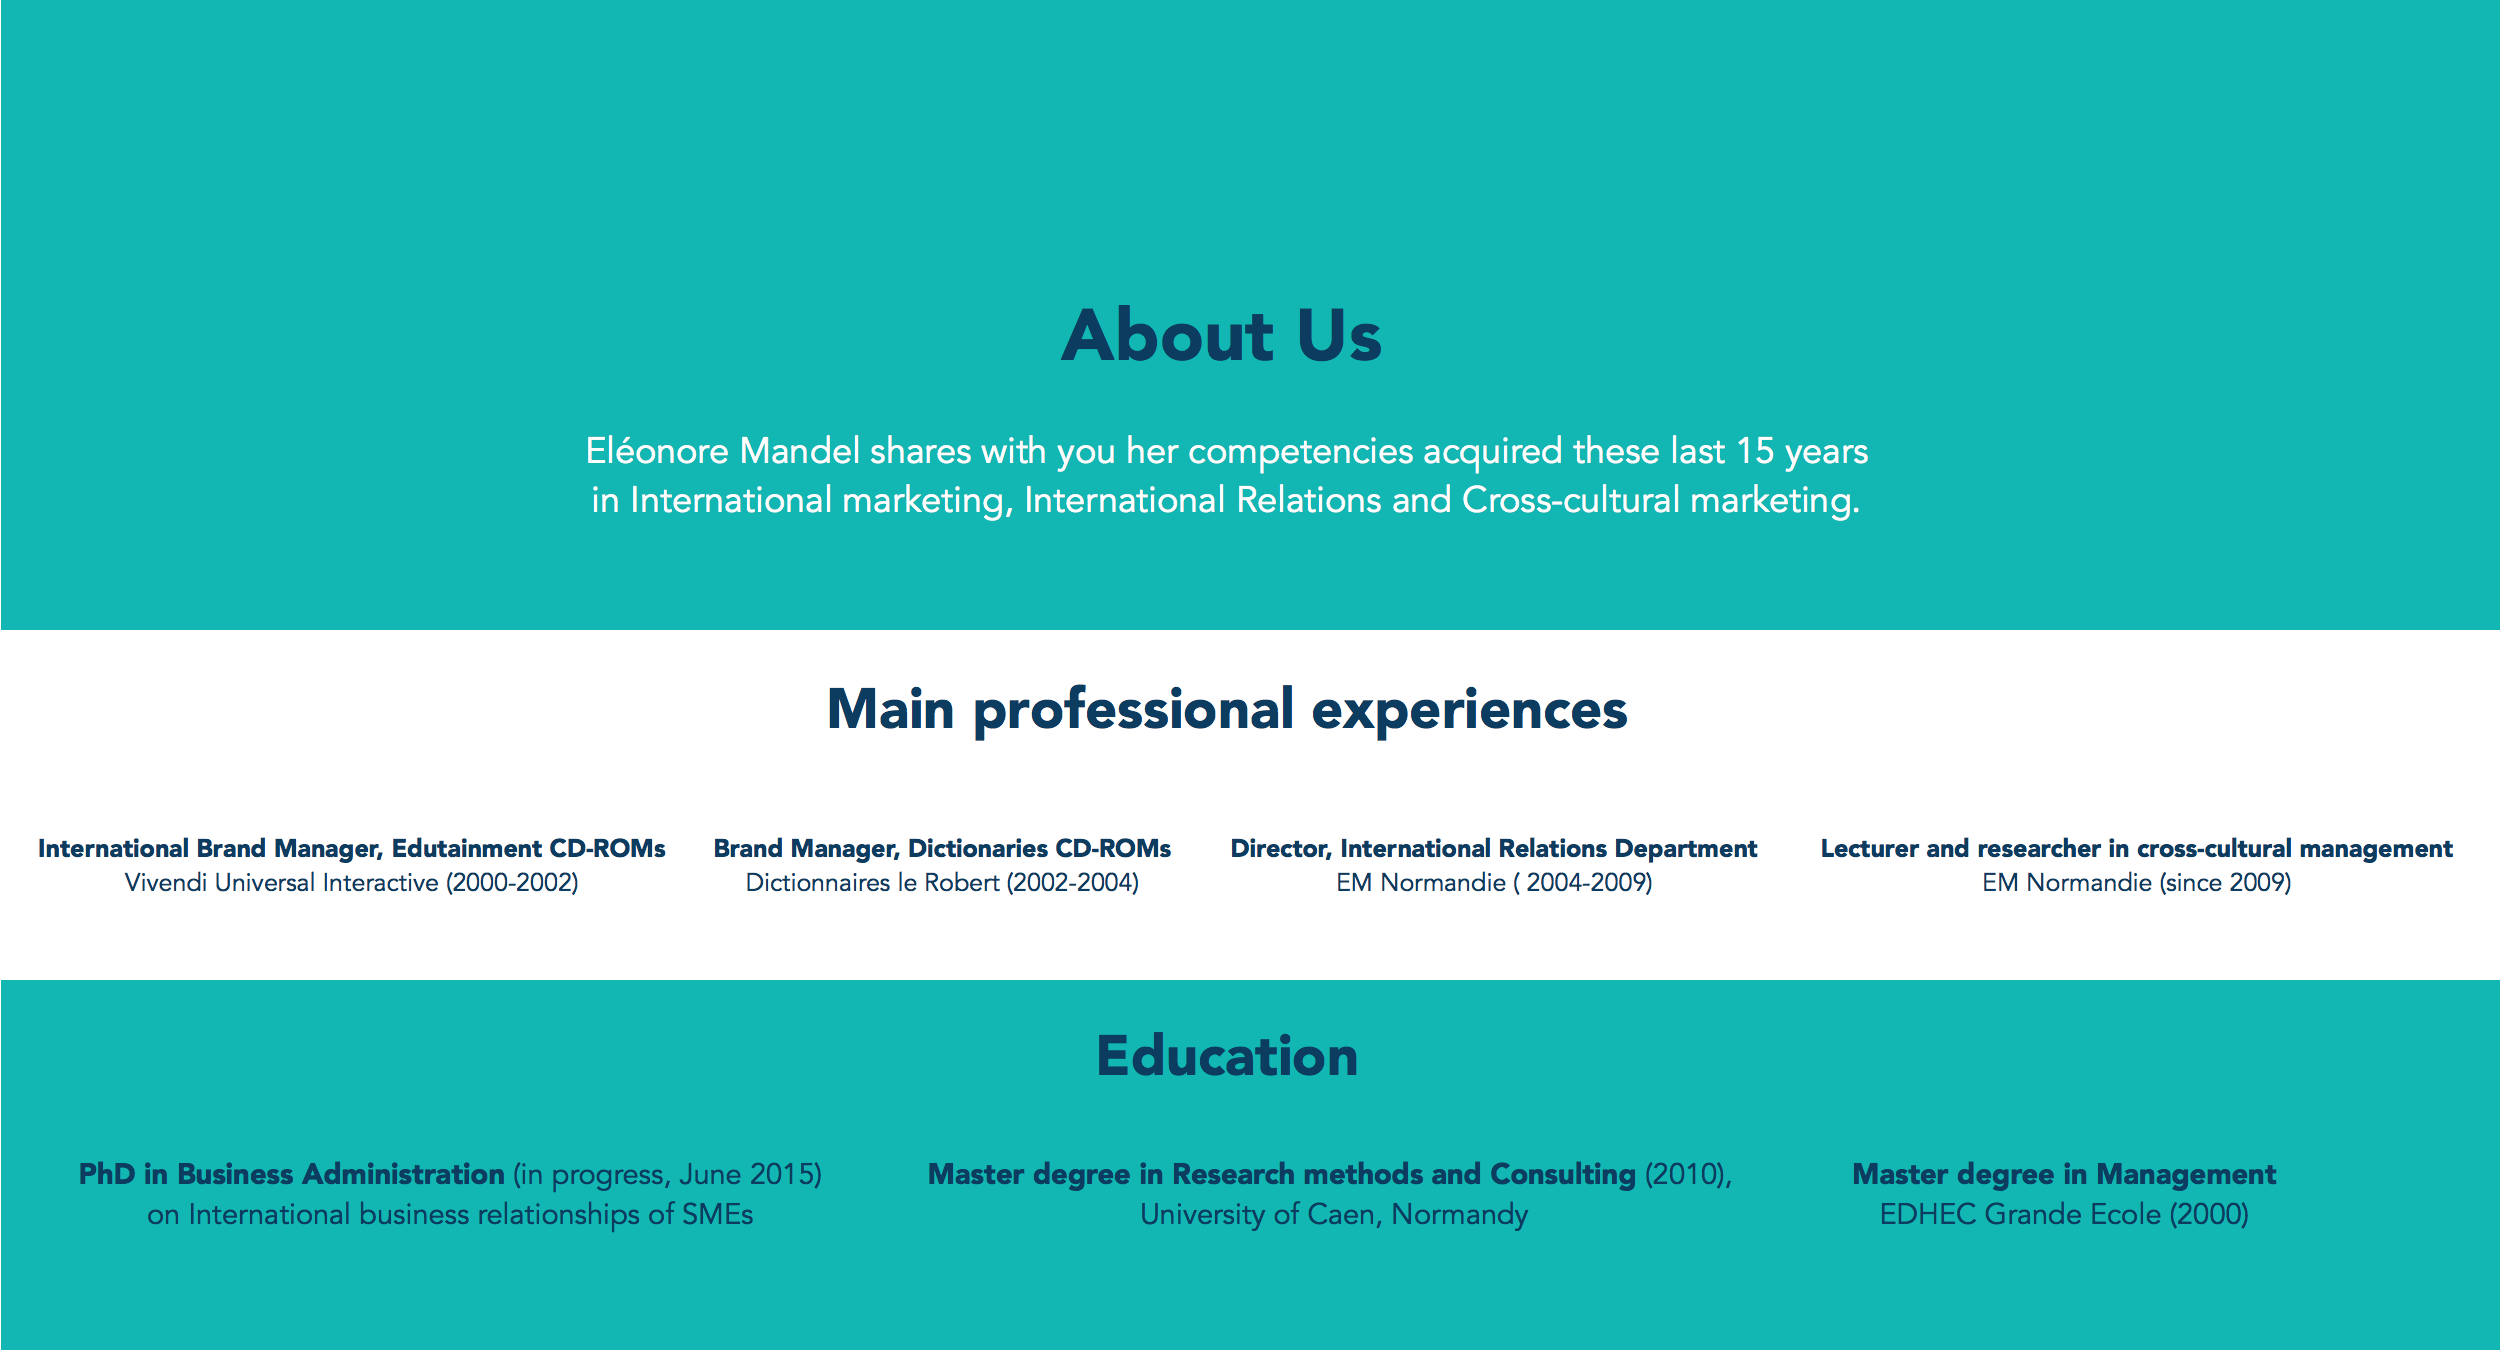 About Us
Eléonore Mandel shares with you her competencies acquired these last 15 years
in International marketing, International Relations and Cross-cultural marketing.
Main professional experiences
International Brand Manager, Edutainment CD-ROMs
Vivendi Universal Interactive (2000-2002)
Brand Manager, Dictionaries CD-ROMs
Dictionnaires le Robert (2002-2004)
Director, International Relations Department
EM Normandie ( 2004-2009)
Lecturer and researcher in cross-cultural management
EM Normandie (since 2009)
Education
PhD in Business Administration (in progress, June 2015)
on International business relationships of SMEs
Master degree in Research methods and Consulting (2010),
University of Caen, Normandy
Master degree in Management
EDHEC Grande Ecole (2000)